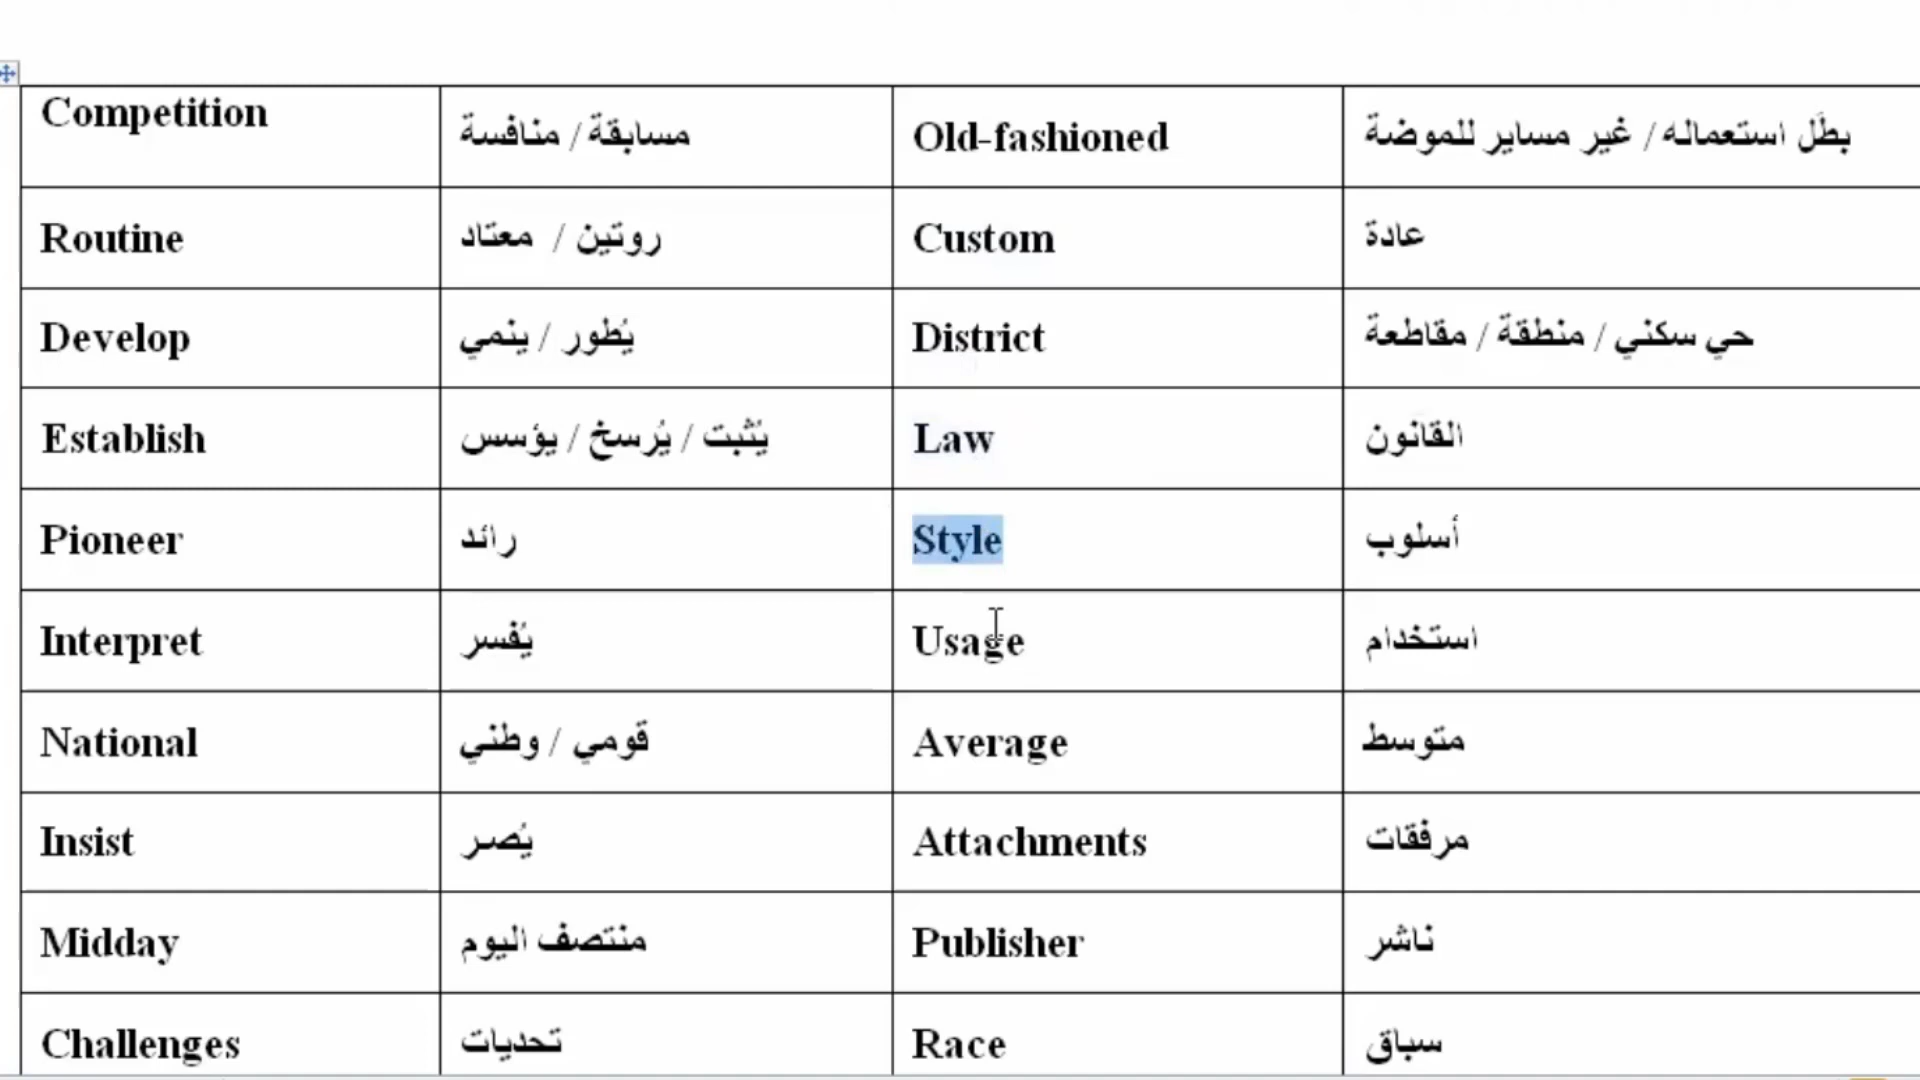 Competition مسابقة / منافسة Old-fashioned بطَل استعماله / غير مساير للموضة
Routine روتين / معتاد Custom عادة
Develop يُطور / ينمي District حي سكني / منطقة / مقاطعة
Establish يُثبت / يُرسخ / يؤسس Law القانون
Pioneer رائد Style أسلوب
Interpret يُفسر Usage استخدام
National قومي / وطني Average متوسط
Insist يُصر Attachments مرفقات
Midday منتصف اليوم Publisher ناشر
Challenges تحديات Race سباق